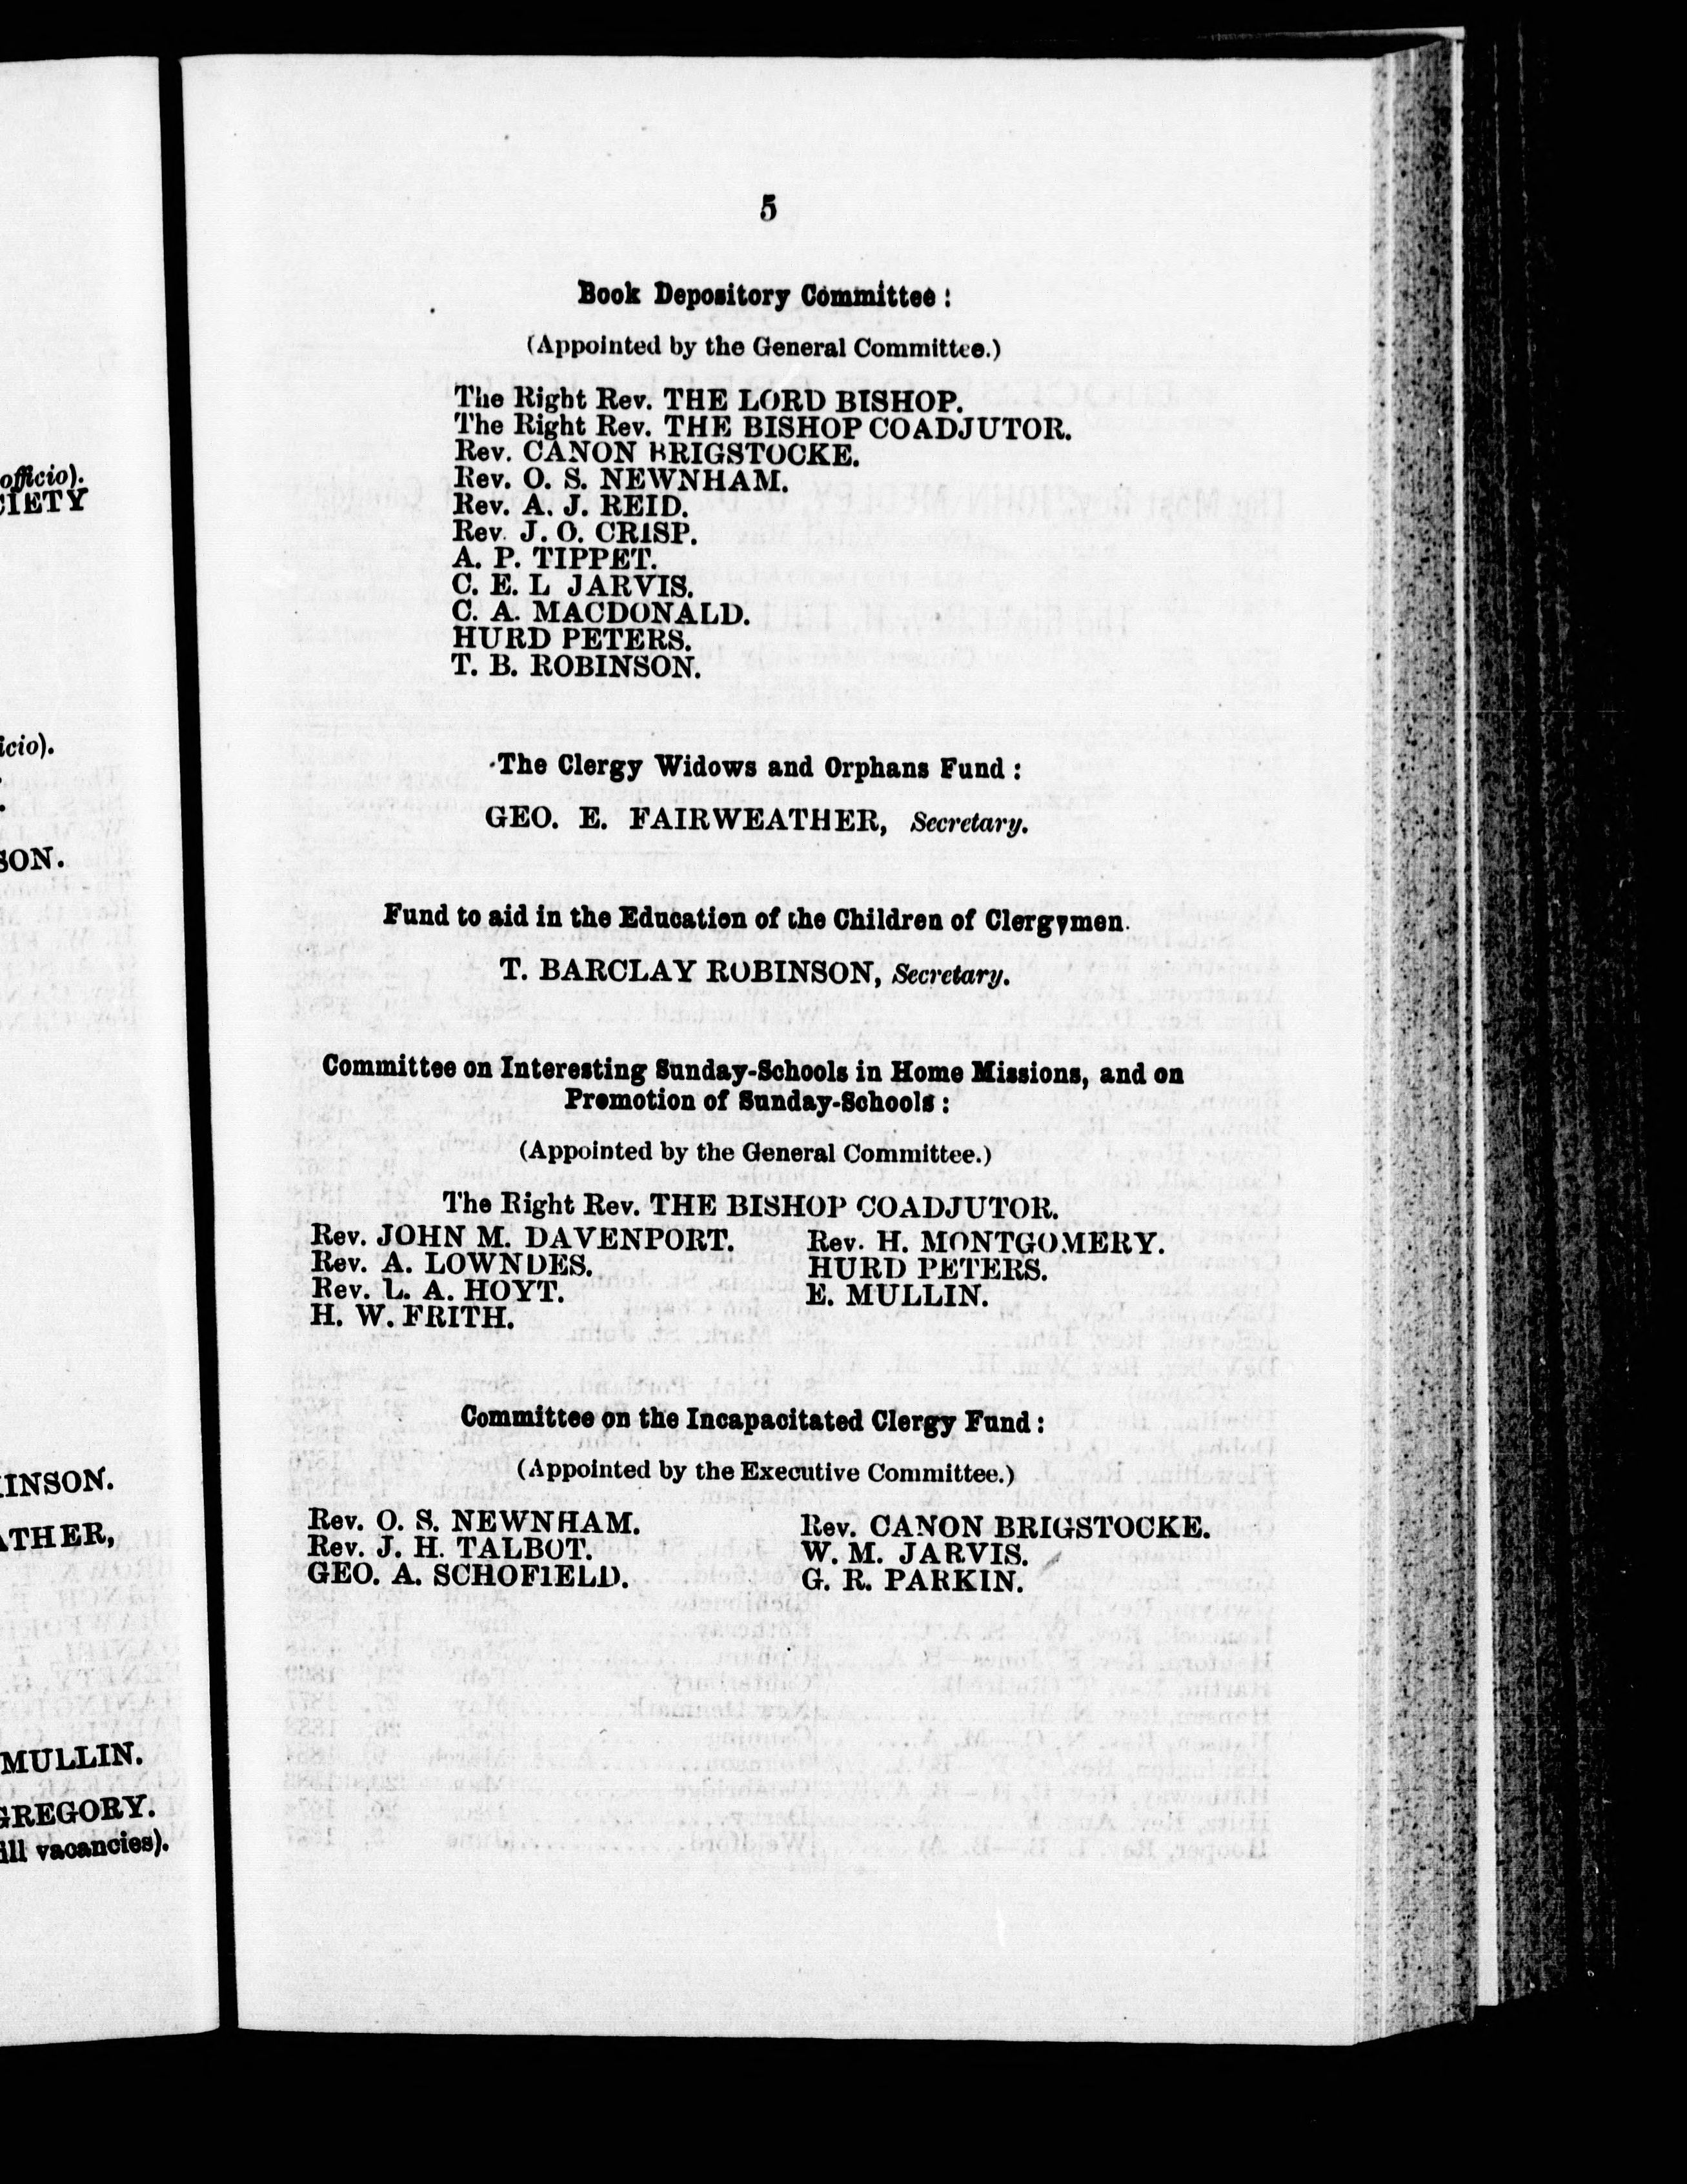 5
Book Depository Committee :
(Appointed by the General Committee.)
The Right Rev. THE LORD BISHOP.
The Right Rev. THE BISHOP COADJUTOR.
Rev. CANON BRIGSTOCKE.
Rev. O. S. NEWNHAM.
Rev. A. J. REID.
Rev. J. O. CRISP.
A. P. TIPPET.
C. E. L JARVIS.
C. A. MACDONALD.
HURD PETERS.
T. B. ROBINSON.
The Clergy Widows and Orphans Fund :
GEO. E. FAIRWEATHER, Secretary.
Fund to aid in the Education of the Children of Clergymen.
T. BARCLAY ROBINSON, Secretary.
Committee on Interesting Sunday-Schools in Home Missions, and on
Promotion of Sunday-Schools :
(Appointed by the General Committee.)
The Right Rev. THE BISHOP COADJUTOR.
Rev. JOHN M. DAVENPORT.
Rev. A. LOWNDES.
Rev. L. A. HOYT.
H. W. FRITH.
Rev. H. MONTGOMERY.
HURD PETERS.
E. MULLIN.
Committee on the Incapacitated Clergy Fund :
(Appointed by the Executive Committee.)
Rev. O. S. NEWNHAM.
Rev. J. H. TALBOT.
GEO. A. SCHOFIELD.
Rev. CANON BRIGSTOCKE.
W. M. JARVIS.
G. R. PARKIN.
officio).
CIETY
icio).
SON.
INSON.
ATHER,
MULLIN.
GREGORY.
ill vacancies).